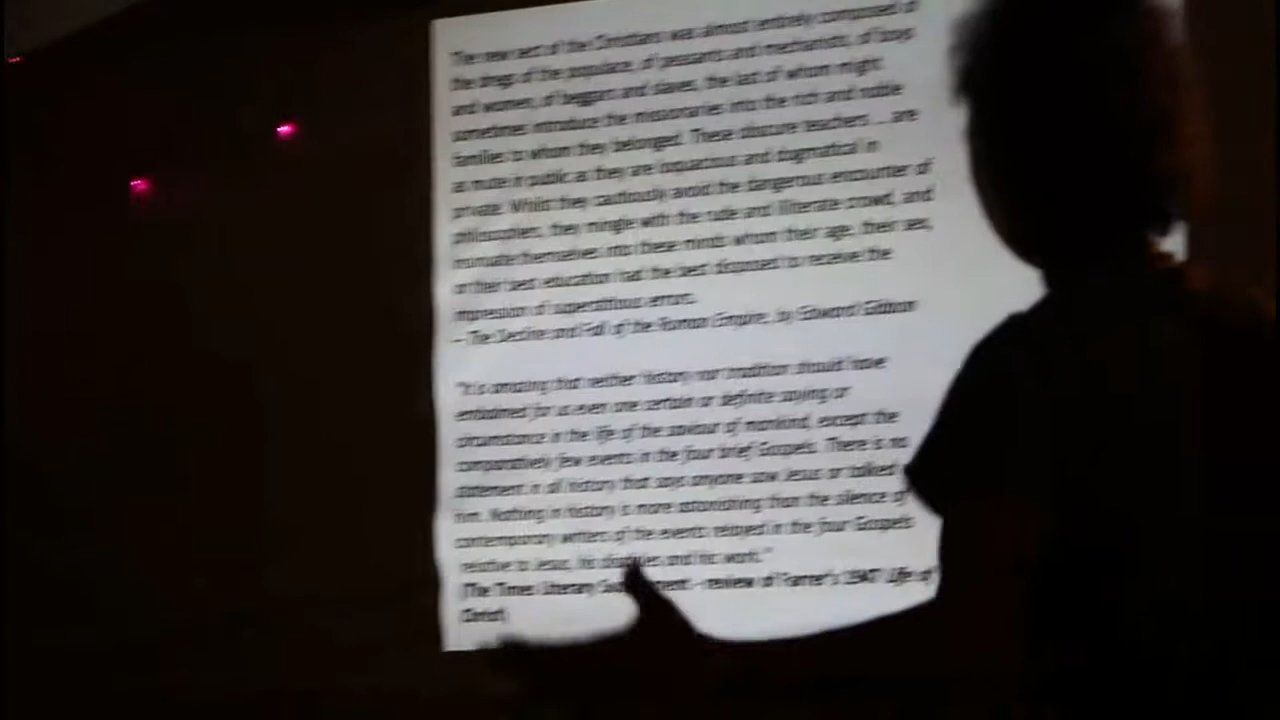 The new sect of the Christians was almost entirely composed of
the dregs of the populace, of peasants and mechanics, of boys
and women, of beggars and slaves, the last of whom might
sometimes introduce the missionaries into the rich and noble
families to whom they belonged. These obscure teachers ... are
as mute in public as they are loquacious and dogmatical in
private. Whilst they cautiously avoid the dangerous encounter of
philosophers, they mingle with the rude and illiterate crowd, and
insinuate themselves into these minds whom their age, their sex,
or their best education had the best disposed to receive the
impression of superstitious errors.
– The Decline and Fall of the Roman Empire, by Edward Gibbon
"It is amazing that neither history nor tradition should have
embalmed for us even one certain or definite saying or
circumstance in the life of the saviour of mankind, except the
comparatively few events in the four brief Gospels. There is no
statement in all history that says anyone saw Jesus or talked
him. Nothing in history is more astonishing than the silence of
contemporary writers of the events relayed in the four Gospels
relative to Jesus, his disciples and his work."
(The Times Literary - review of 1947 Life of
Christ)